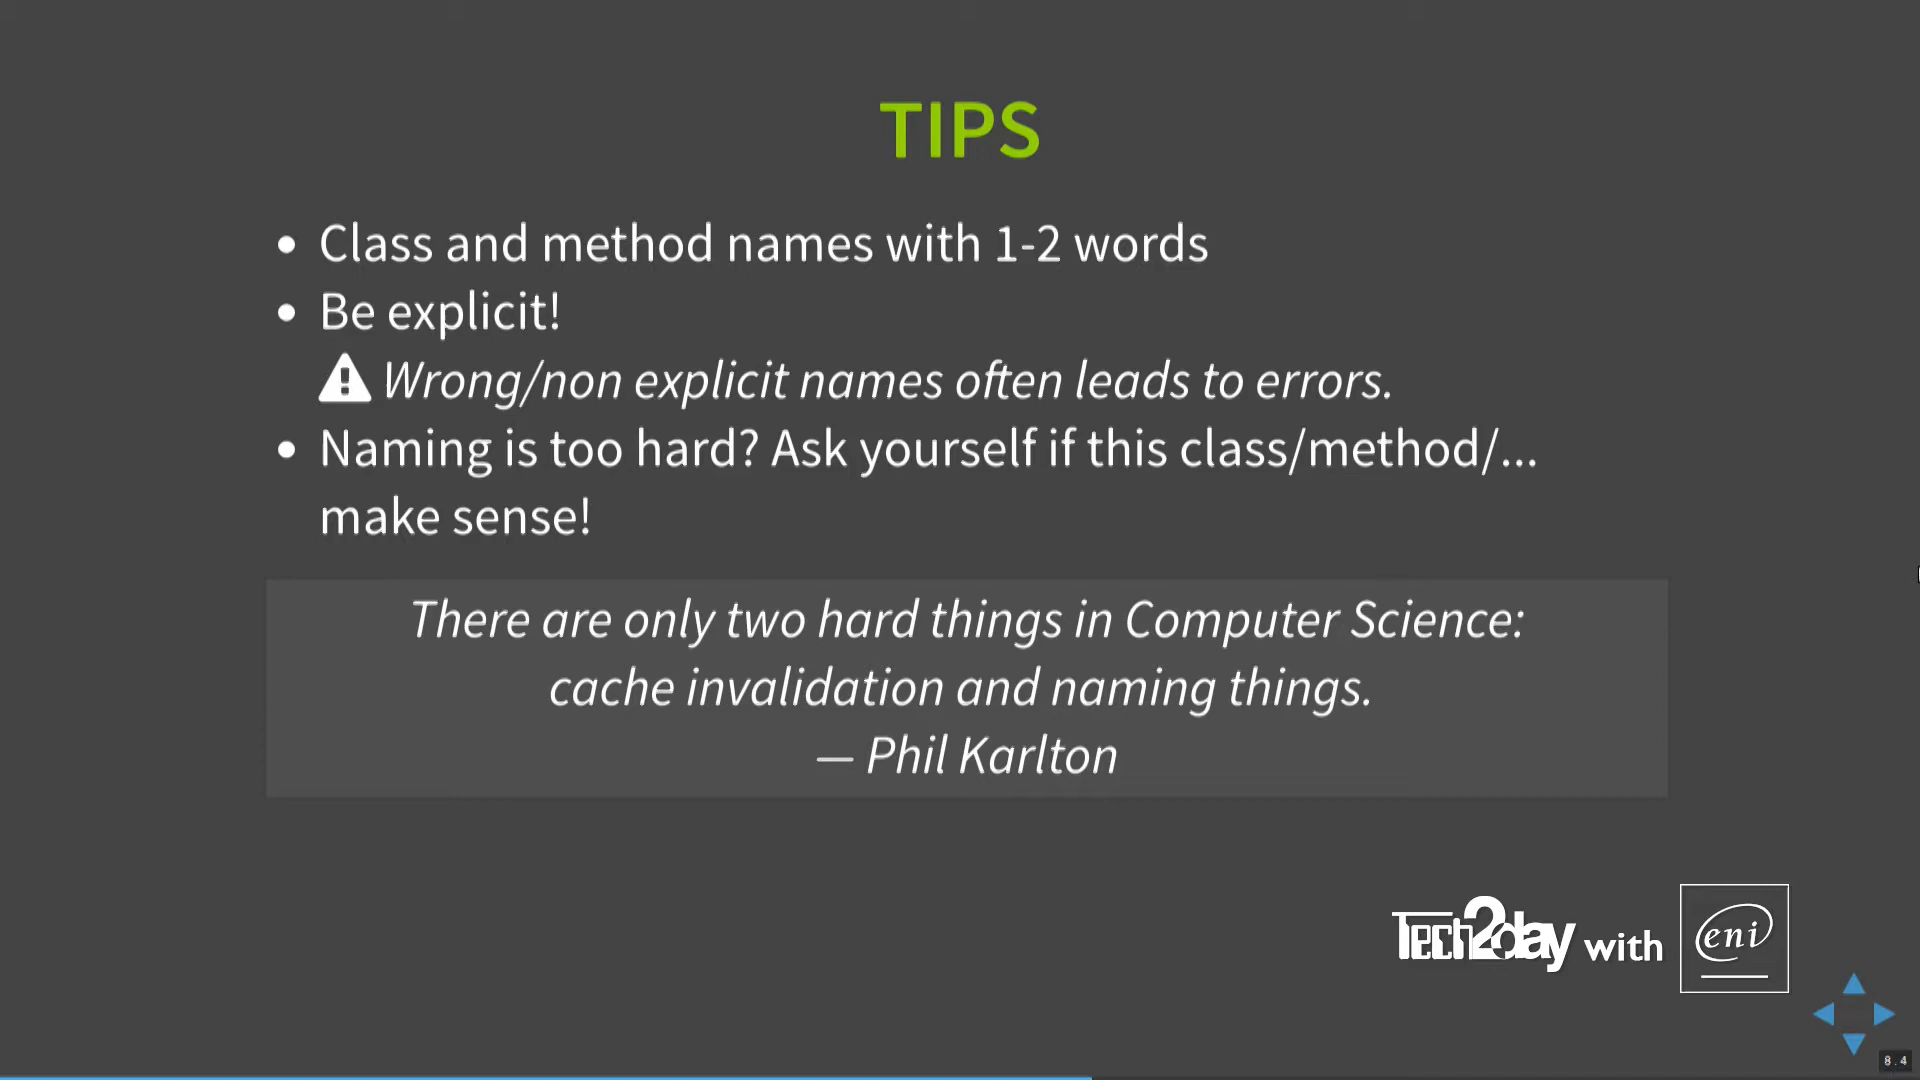 TIPS
Class and method names with 1-2 words
Be explicit!
Wrong/non explicit names often leads to errors.
Naming is too hard? Ask yourself if this class/method/...
make sense!
There are only two hard things in Computer Science:
cache invalidation and naming things.
— Phil Karlton
Tech2day with eni
8.4